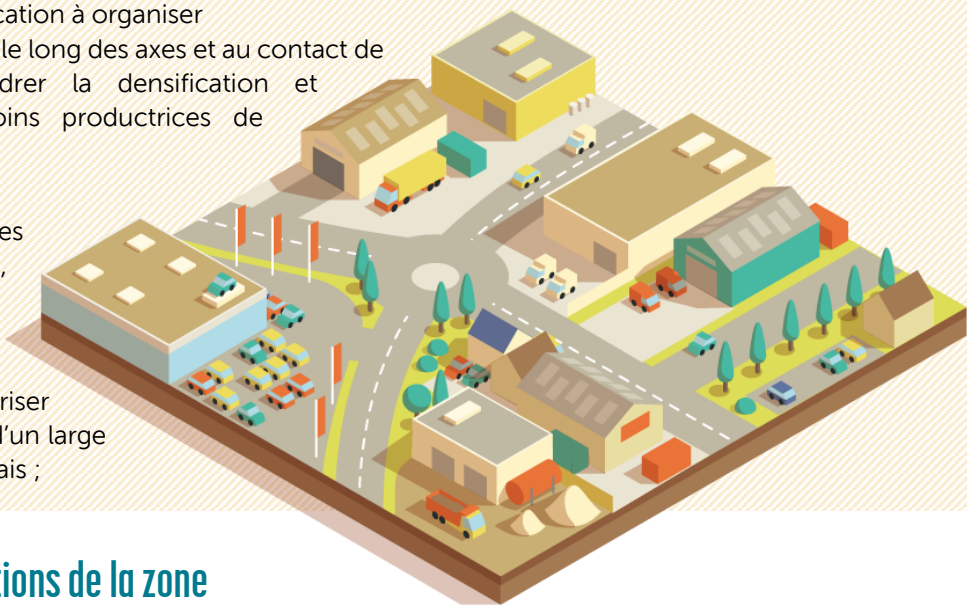 cation à organiser
le long des axes et au contact de
drer la densification et
oins productrices de
es
,
riser
d'un large
ais ;
tions de la zone